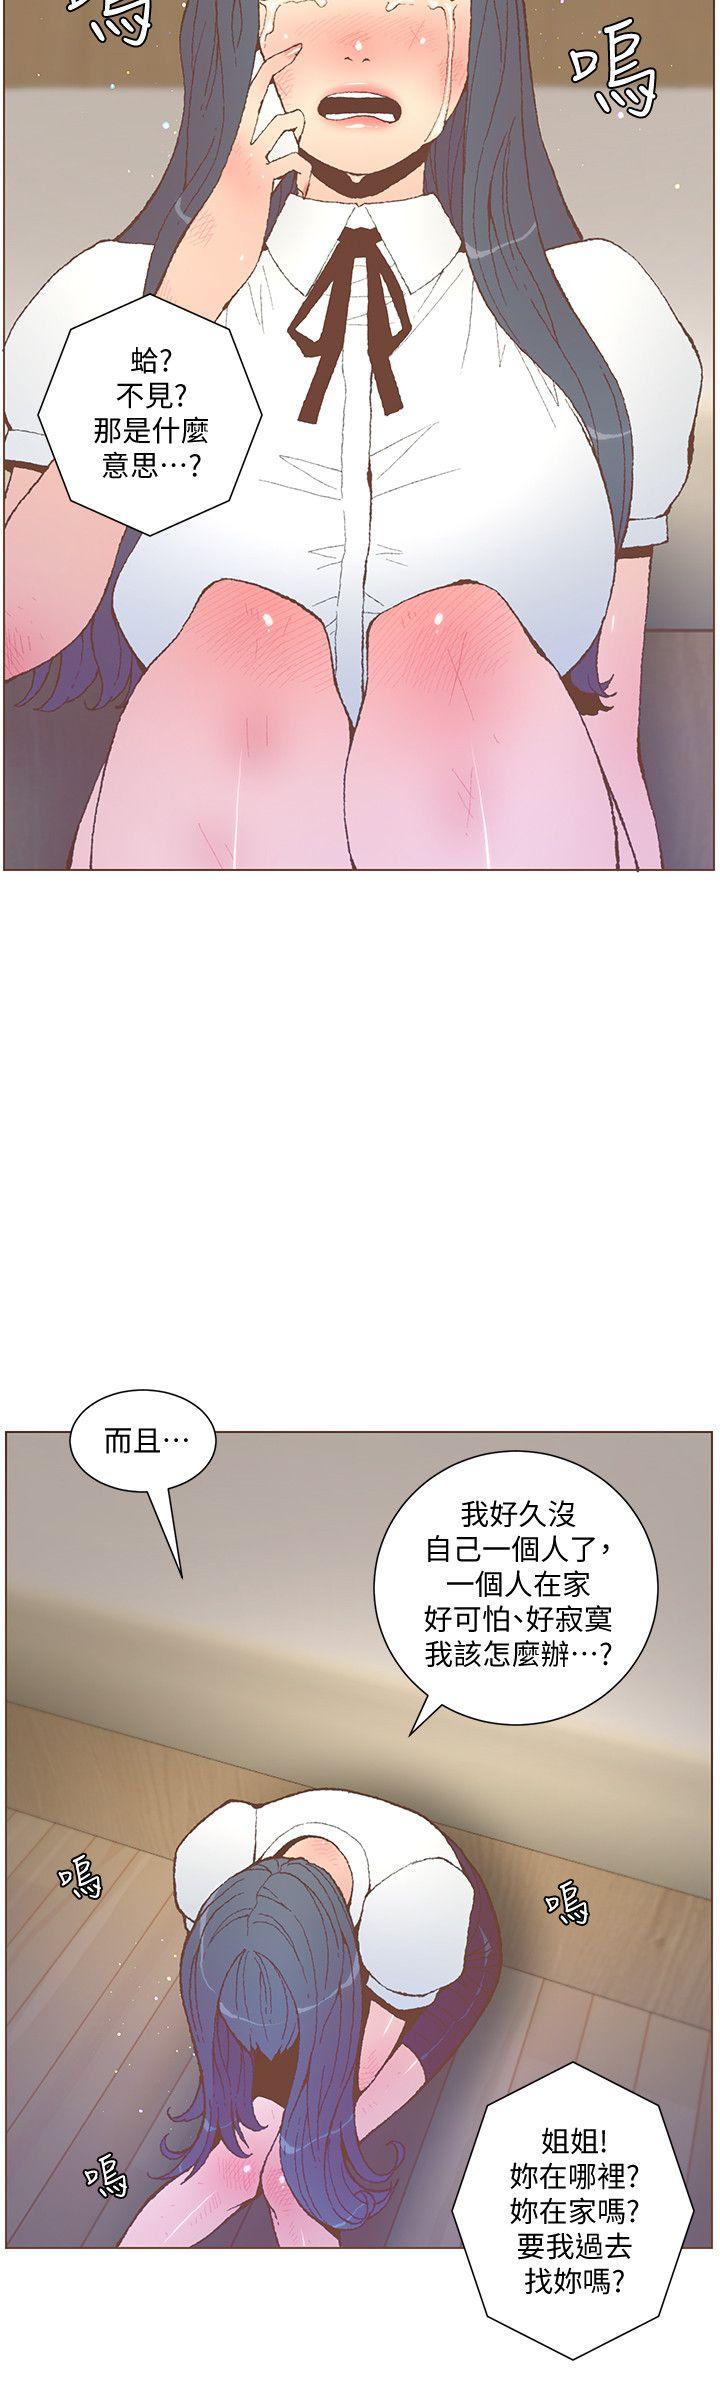 嗚
嗚
蛤?
不見?
那是什麼
意思…?
而且…
我好久沒
自己一個人了，
一個人在家
好可怕、好寂寞
我該怎麼辦…?
嗚
嗚
嗚
姐姐!
妳在哪裡?
妳在家嗎?
要我過去
找妳嗎?